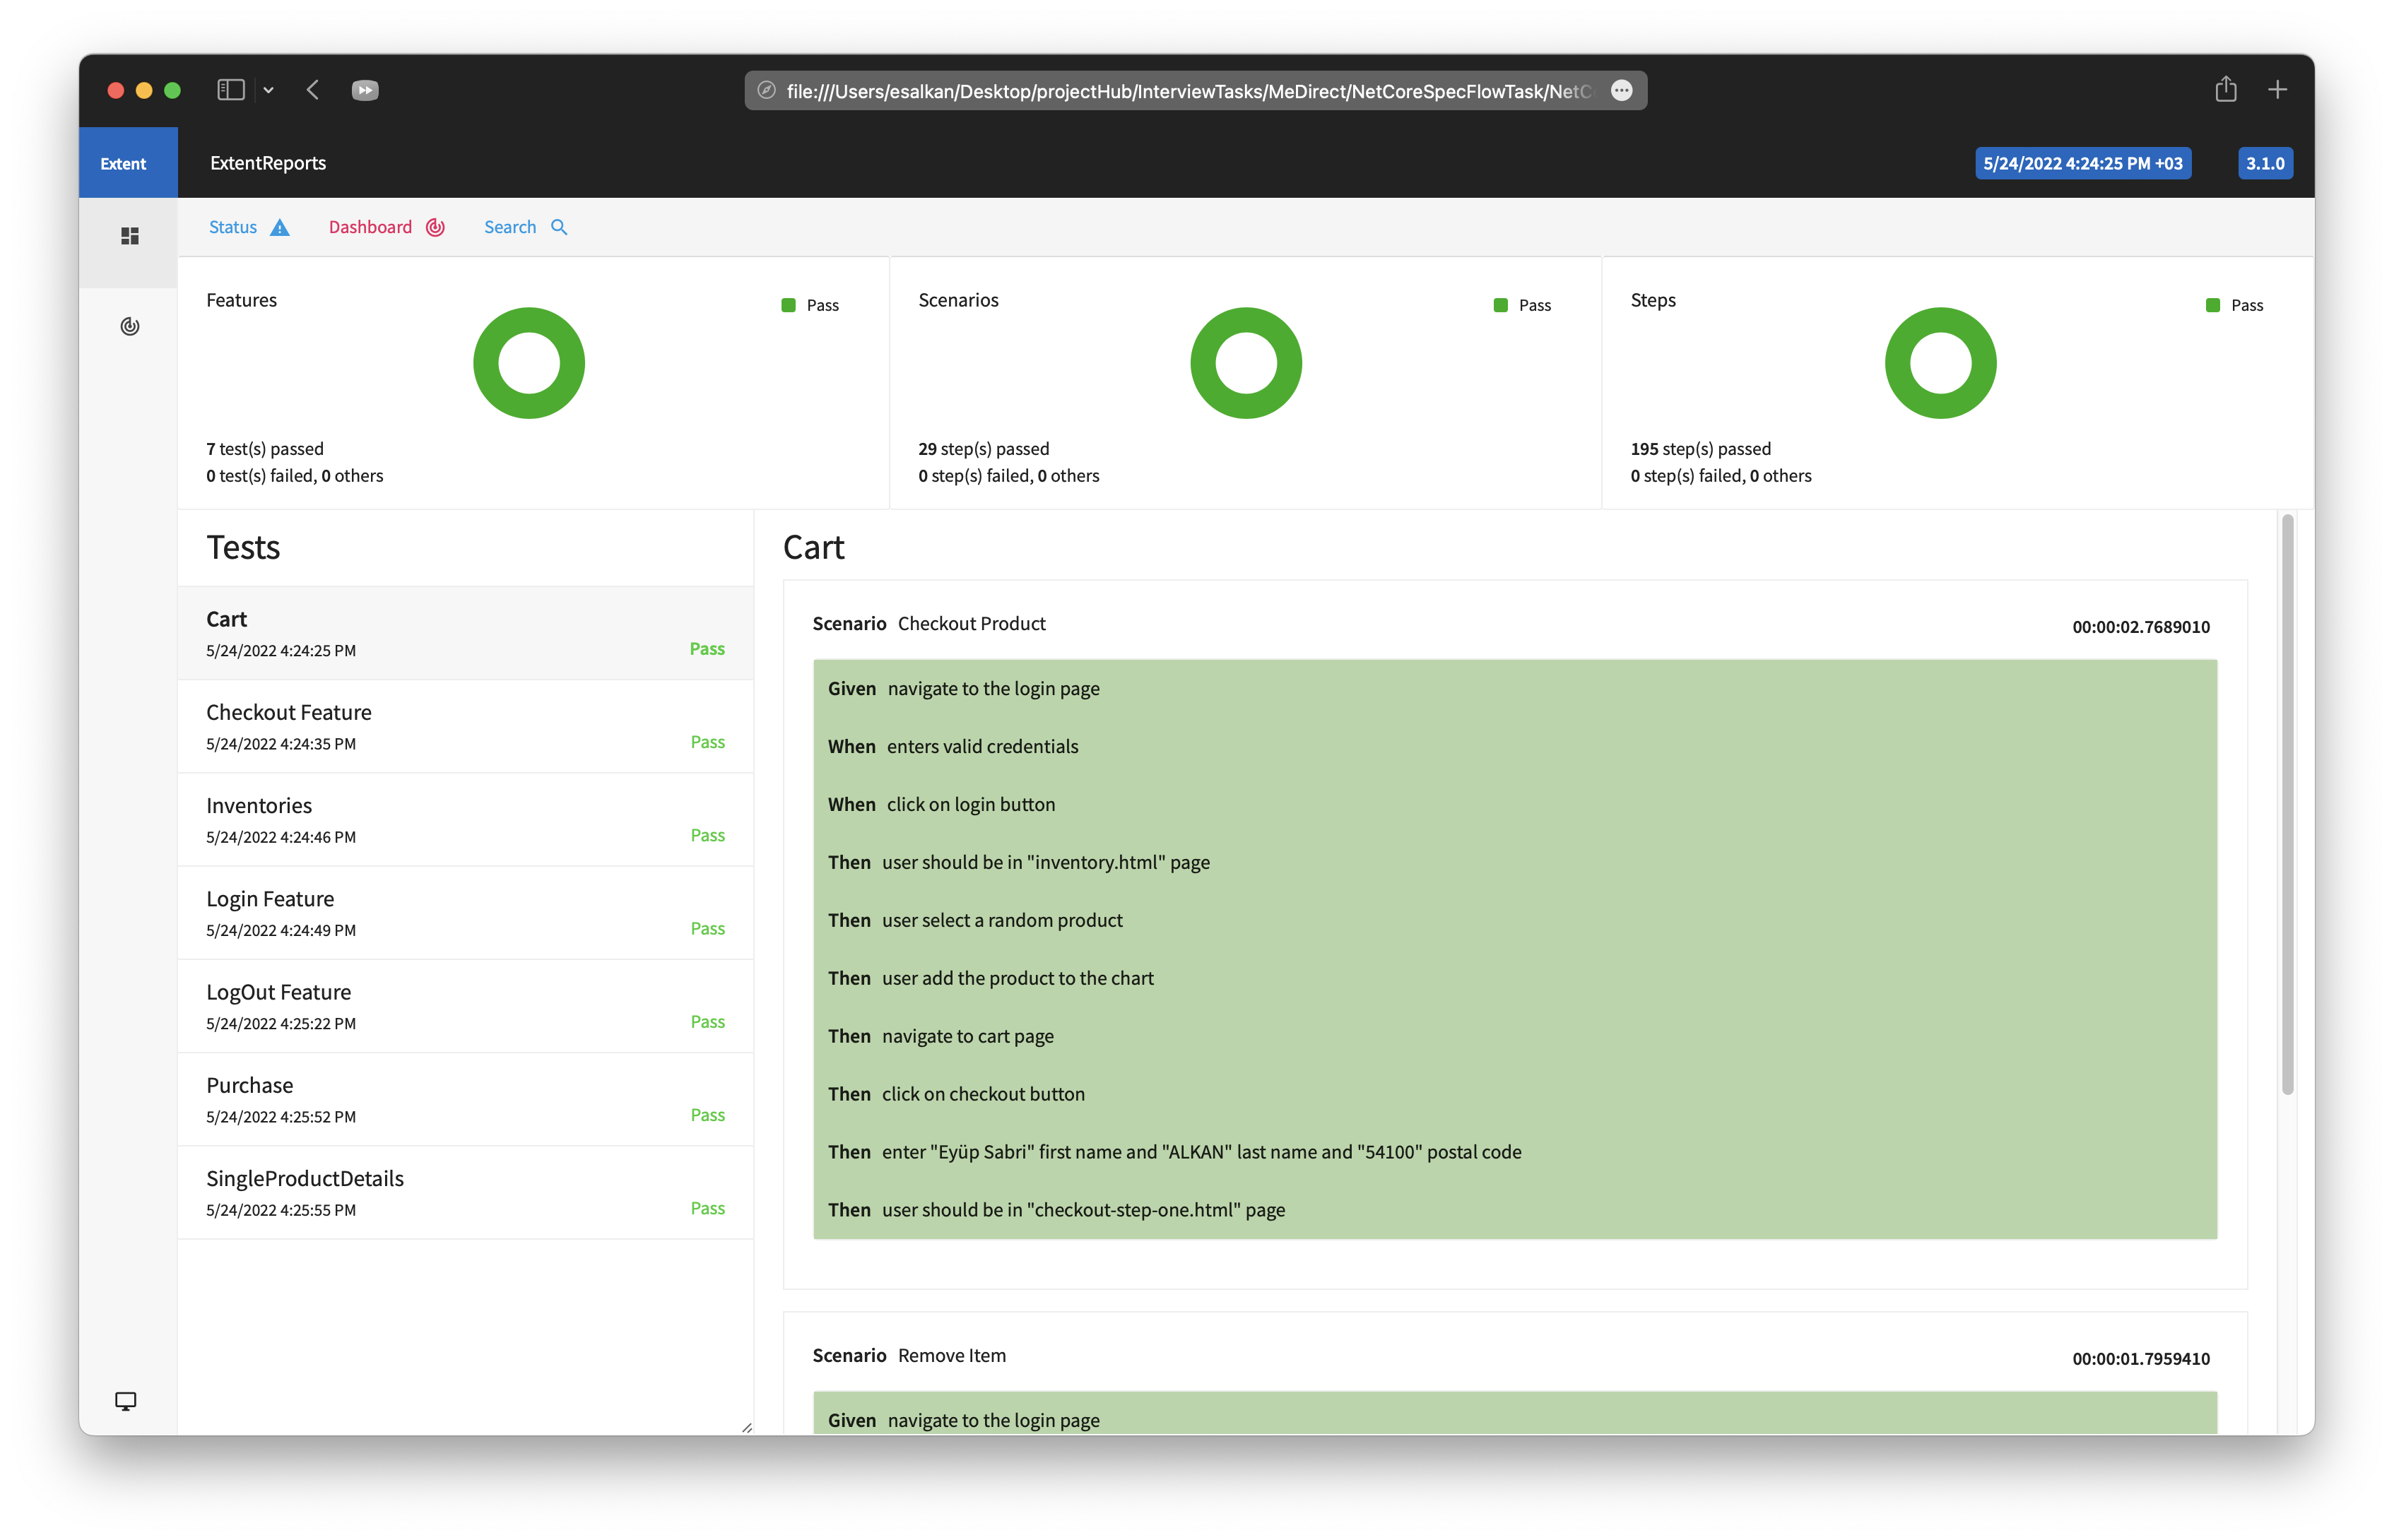 file:///Users/esalkan/Desktop/projectHub/InterviewTasks/MeDirect/NetCoreSpecFlowTask/NetC
Extent ExtentReports 5/24/2022 4:24:25 PM +03 3.1.0
Status Dashboard Search
Features Pass
7 test(s) passed
0 test(s) failed, 0 others
Scenarios Pass
29 step(s) passed
0 step(s) failed, 0 others
Steps Pass
195 step(s) passed
0 step(s) failed, 0 others
Tests
Cart
5/24/2022 4:24:25 PM Pass
Checkout Feature
5/24/2022 4:24:35 PM Pass
Inventories
5/24/2022 4:24:46 PM Pass
Login Feature
5/24/2022 4:24:49 PM Pass
LogOut Feature
5/24/2022 4:25:22 PM Pass
Purchase
5/24/2022 4:25:52 PM Pass
SingleProductDetails
5/24/2022 4:25:55 PM Pass
Cart
Scenario Checkout Product 00:00:02.7689010
Given navigate to the login page
When enters valid credentials
When click on login button
Then user should be in "inventory.html" page
Then user select a random product
Then user add the product to the chart
Then navigate to cart page
Then click on checkout button
Then enter "Eyüp Sabri" first name and "ALKAN" last name and "54100" postal code
Then user should be in "checkout-step-one.html" page
Scenario Remove Item 00:00:01.7959410
Given navigate to the login page